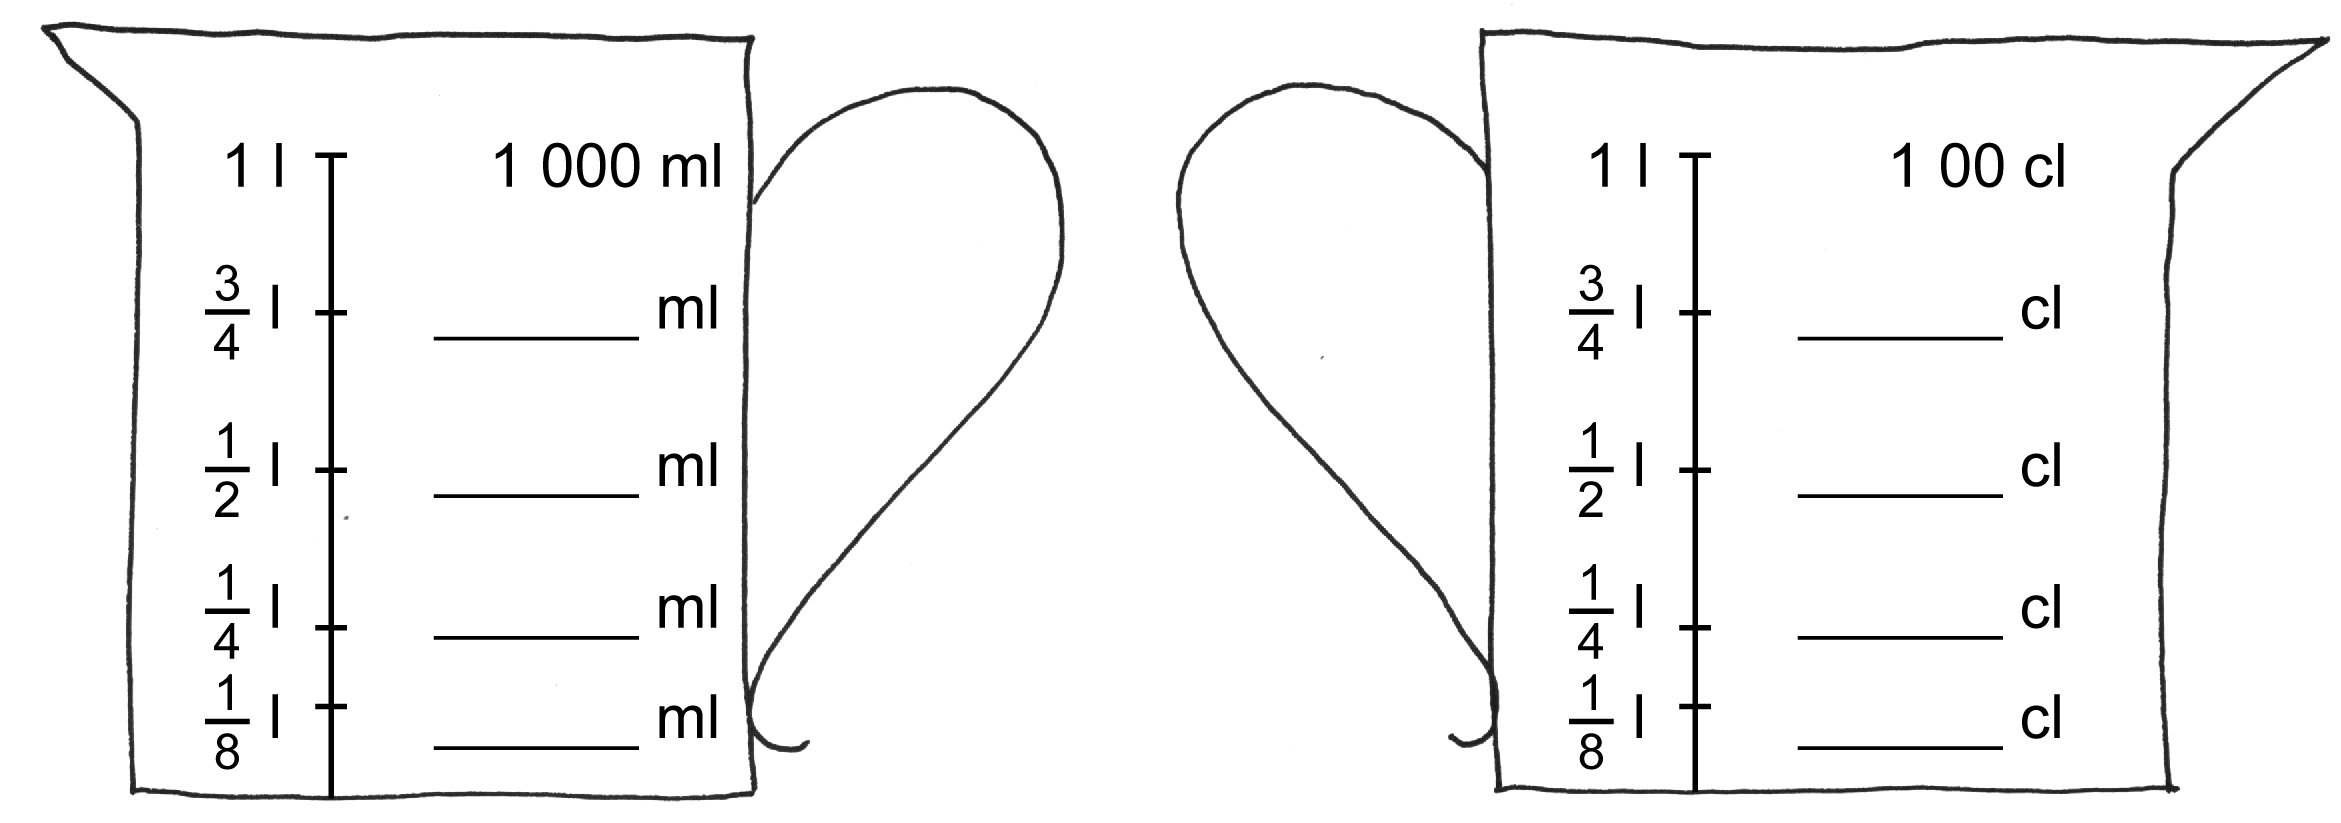 1 l 1 000 ml
3/4 l ml
1/2 l ml
1/4 l ml
1/8 l ml
1 l 1 00 cl
3/4 l cl
1/2 l cl
1/4 l cl
1/8 l cl